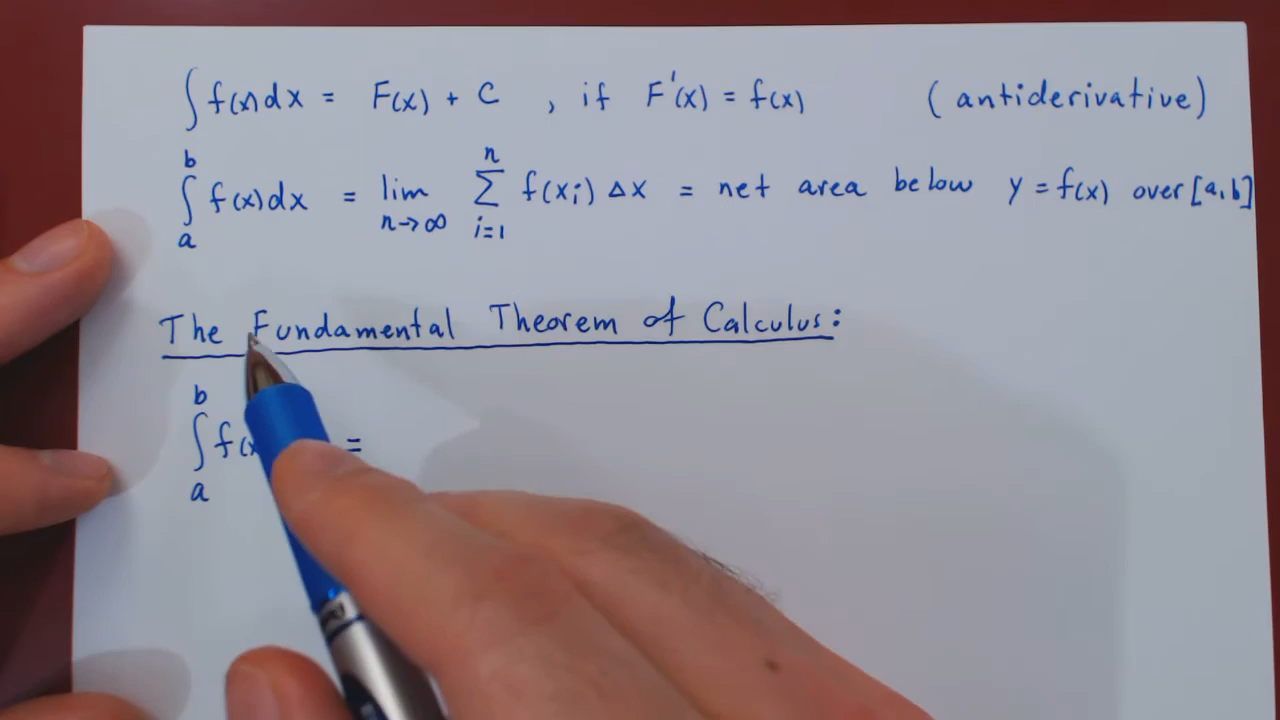 ∫ f(x) dx = F(x) + C , if F'(x) = f(x) (antiderivative)
∫_a^b f(x) dx = lim_{n→∞} ∑_{i=1}^n f(x_i) Δx = net area below y = f(x) over [a,b]
The Fundamental Theorem of Calculus:
∫_a^b f(x =